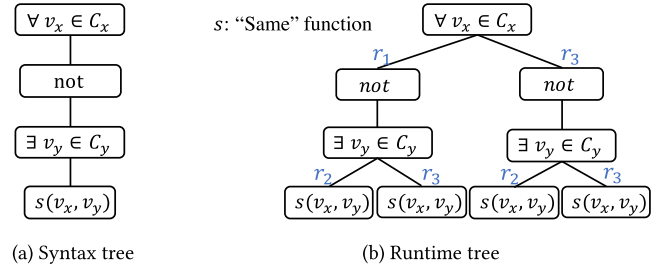 ∀ v_x ∈ C_x
not
∃ v_y ∈ C_y
s(v_x, v_y)
(a) Syntax tree
s: “Same” function
∀ v_x ∈ C_x
r_1 r_3
not not
∃ v_y ∈ C_y ∃ v_y ∈ C_y
r_2 r_3 r_2 r_3
s(v_x, v_y) s(v_x, v_y) s(v_x, v_y) s(v_x, v_y)
(b) Runtime tree